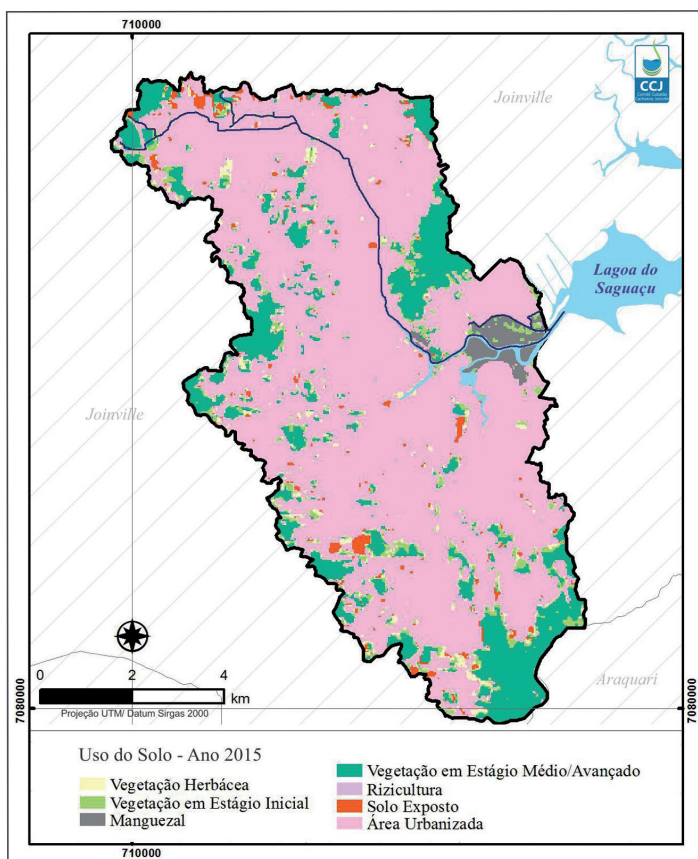 710000
Joinville
CCJ
Lagoa do
Saguaçu
Joinville
Araquari
0 2 4
km
7080000
7080000
Projeção UTM/ Datum Sirgas 2000
Uso do Solo - Ano 2015
Vegetação Herbácea
Vegetação em Estágio Inicial
Manguezal
Vegetação em Estágio Médio/Avançado
Rizicultura
Solo Exposto
Área Urbanizada
710000